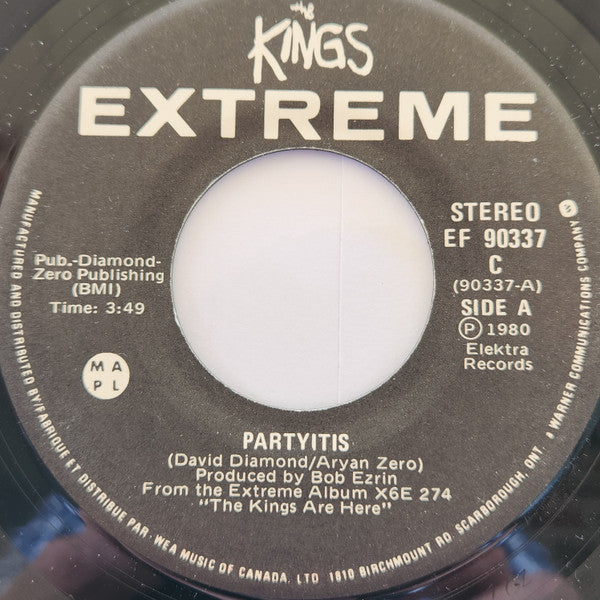 the
KINGS
EXTREME
STEREO
EF 90337
C
(90337-A)
SIDE A
Ⓟ 1980
Elektra
Records
Pub.-Diamond-
Zero Publishing
(BMI)
Time: 3:49
M A
P L
PARTYITIS
(David Diamond/Aryan Zero)
Produced by Bob Ezrin
From the Extreme Album X6E 274
"The Kings Are Here"
MANUFACTURED AND DISTRIBUTED BY/FABRIQUE ET DISTRIBUE PAR · WEA MUSIC OF CANADA, LTD 1810 BIRCHMOUNT RD. SCARBOROUGH, ONT. A WARNER COMMUNICATIONS COMPANY